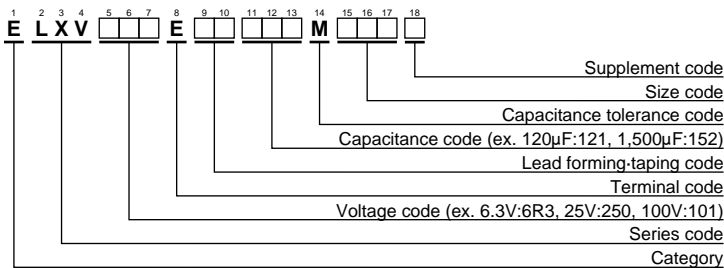 1 2 3 4 5 6 7 8 9 10 11 12 13 14 15 16 17 18
E L X V E M
Supplement code
Size code
Capacitance tolerance code
Capacitance code (ex. 120µF:121, 1,500µF:152)
Lead forming·taping code
Terminal code
Voltage code (ex. 6.3V:6R3, 25V:250, 100V:101)
Series code
Category